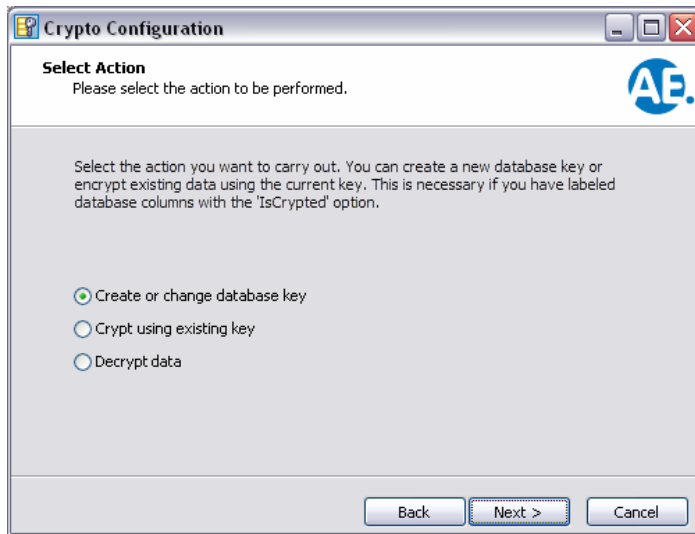 Crypto Configuration
Select Action
Please select the action to be performed.
AE.
Select the action you want to carry out. You can create a new database key or
encrypt existing data using the current key. This is necessary if you have labeled
database columns with the 'IsCrypted' option.
Create or change database key
Crypt using existing key
Decrypt data
Back
Next >
Cancel